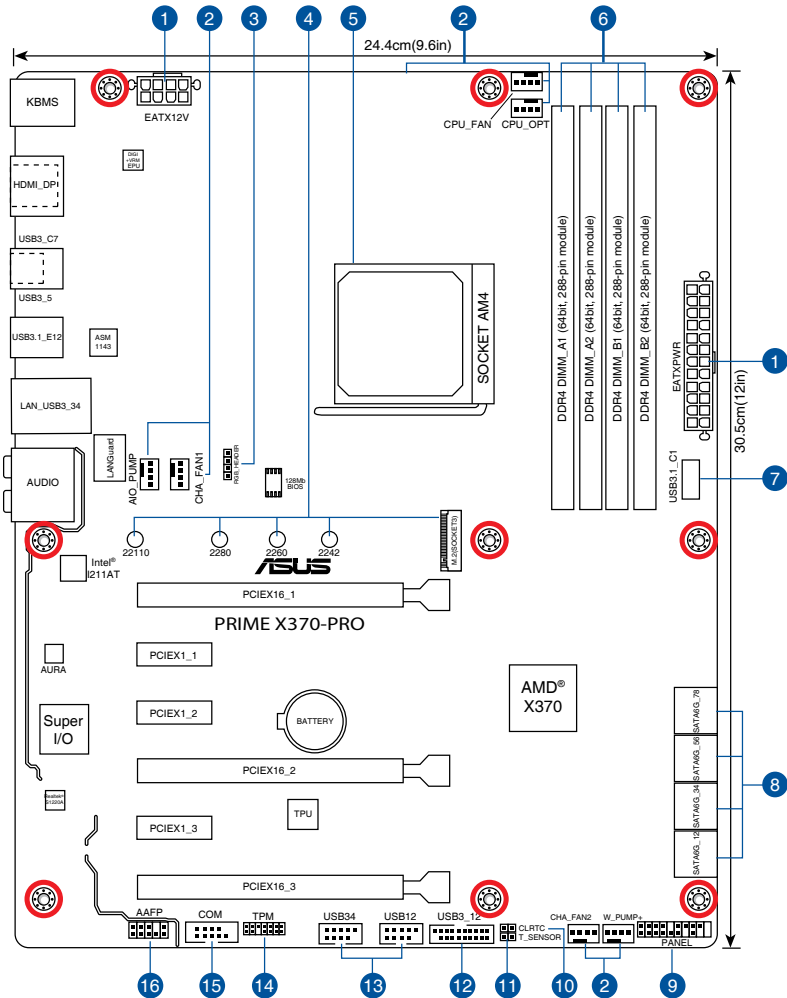 1
2
3
4
5
2
6
24.4cm(9.6in)
KBMS
EATX12V
CPU_FAN
CPU_OPT
DIGI
+VRM
EPU
HDMI_DP
USB3_C7
USB3_5
USB3.1_E12
ASM
1143
LAN_USB3_34
LANGuard
AUDIO
AIO_PUMP
CHA_FAN1
RGB_HEADER
128Mb
BIOS
SOCKET AM4
DDR4 DIMM_A1 (64bit, 288-pin module)
DDR4 DIMM_A2 (64bit, 288-pin module)
DDR4 DIMM_B1 (64bit, 288-pin module)
DDR4 DIMM_B2 (64bit, 288-pin module)
EATXPWR
1
30.5cm(12in)
USB3.1_C1
7
22110
2280
2260
2242
M.2(SOCKET3)
Intel®
I211AT
ASUS
PCIEX16_1
PRIME X370-PRO
PCIEX1_1
AURA
PCIEX1_2
BATTERY
AMD®
X370
Super
I/O
PCIEX16_2
SATA6G_78
SATA6G_56
SATA6G_34
SATA6G_12
8
Realtek®
S1220A
TPU
PCIEX1_3
PCIEX16_3
AAFP
COM
TPM
USB34
USB12
USB3_12
CLRTC
T_SENSOR
CHA_FAN2
W_PUMP+
PANEL
16
15
14
13
12
11
10
2
9